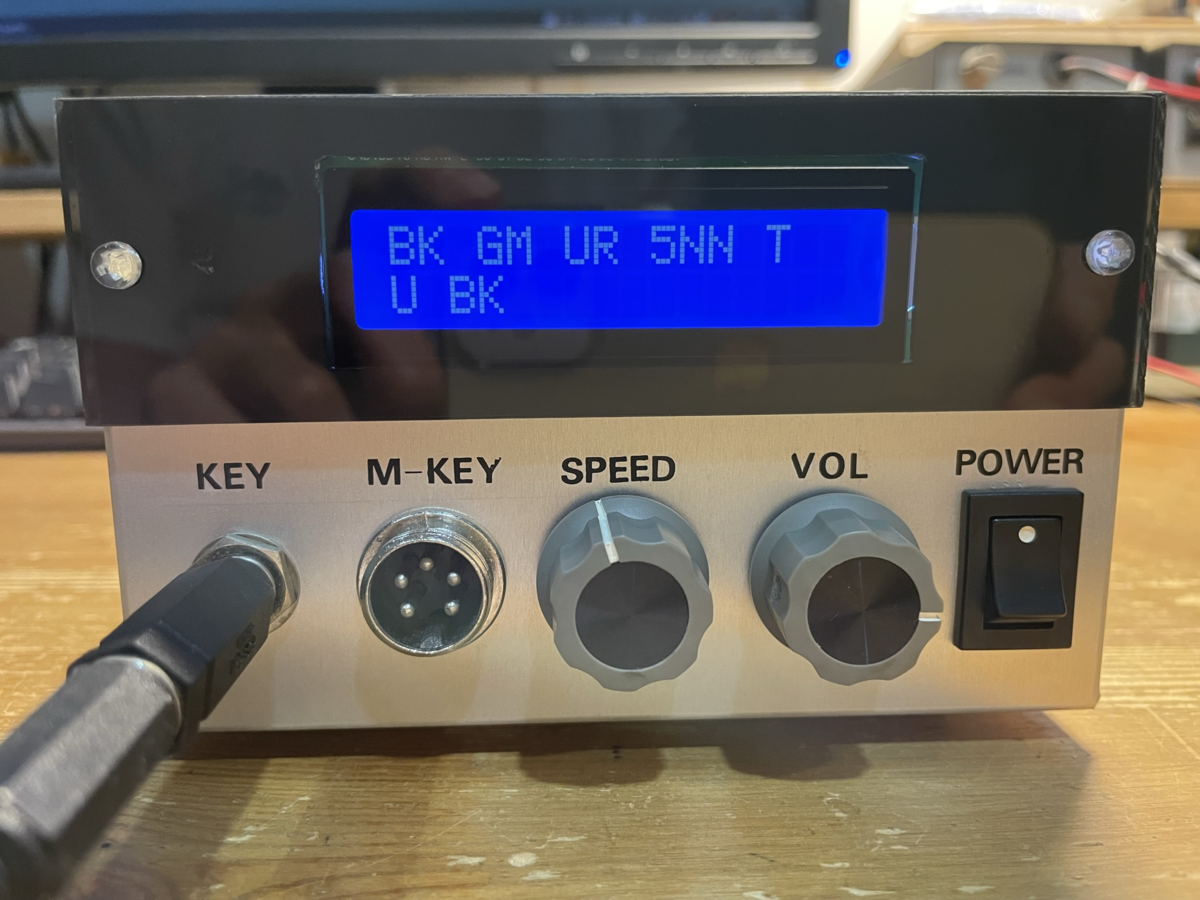 BK GM UR 5NN T
U BK
KEY M-KEY SPEED VOL POWER